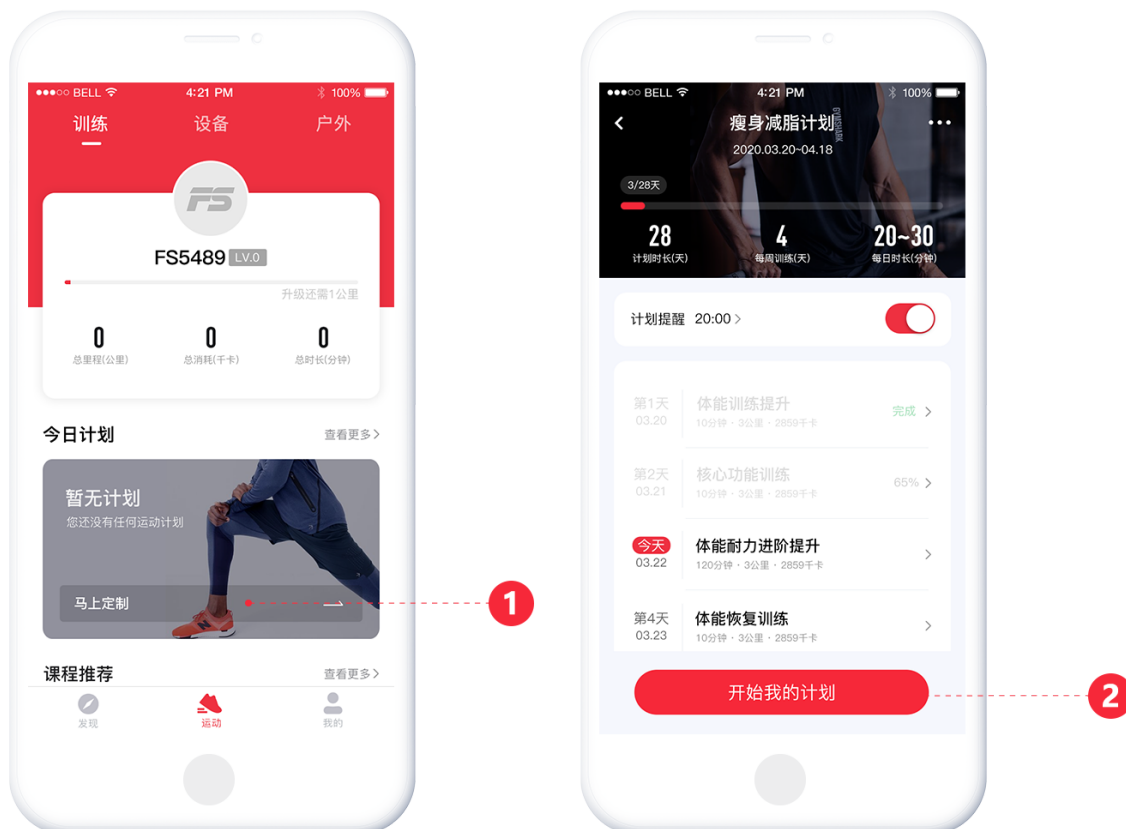 BELL 4:21 PM 100%
训练 设备 户外
FS
FS5489 LV.0
升级还需1公里
0 0 0
总里程(公里) 总消耗(千卡) 总时长(分钟)
今日计划 查看更多
暂无计划
您还没有任何运动计划
马上定制
1
课程推荐 查看更多
发现 运动 我的
BELL 4:21 PM 100%
瘦身减脂计划
GYMSHARK
2020.03.20~04.18
3/28天
28 4 20~30
计划时长(天) 每周训练(天) 每日时长(分钟)
计划提醒 20:00
第1天 体能训练提升
03.20 10分钟·3公里·2859千卡
完成
第2天 核心功能训练
03.21 10分钟·3公里·2859千卡
65%
今天 体能耐力进阶提升
03.22 120分钟·3公里·2859千卡
第4天 体能恢复训练
03.23 10分钟·3公里·2859千卡
开始我的计划
2